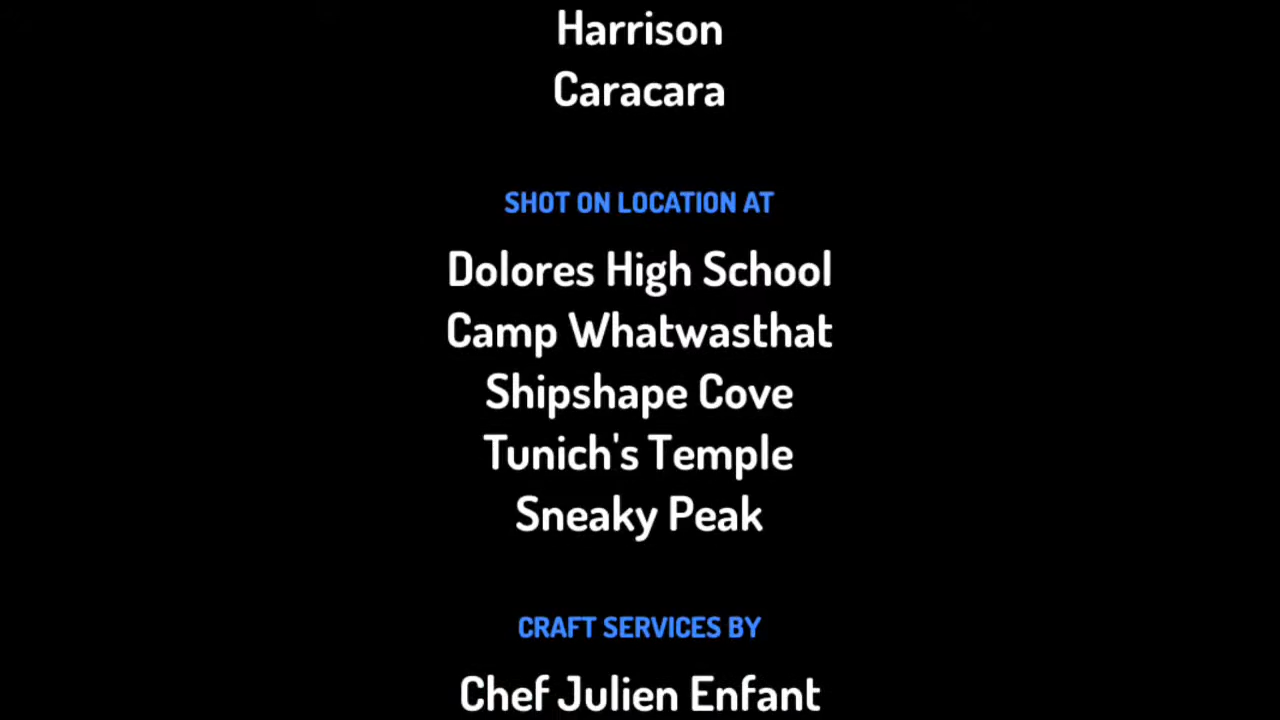 Harrison
Caracara
SHOT ON LOCATION AT
Dolores High School
Camp Whatwasthat
Shipshape Cove
Tunich's Temple
Sneaky Peak
CRAFT SERVICES BY
Chef Julien Enfant